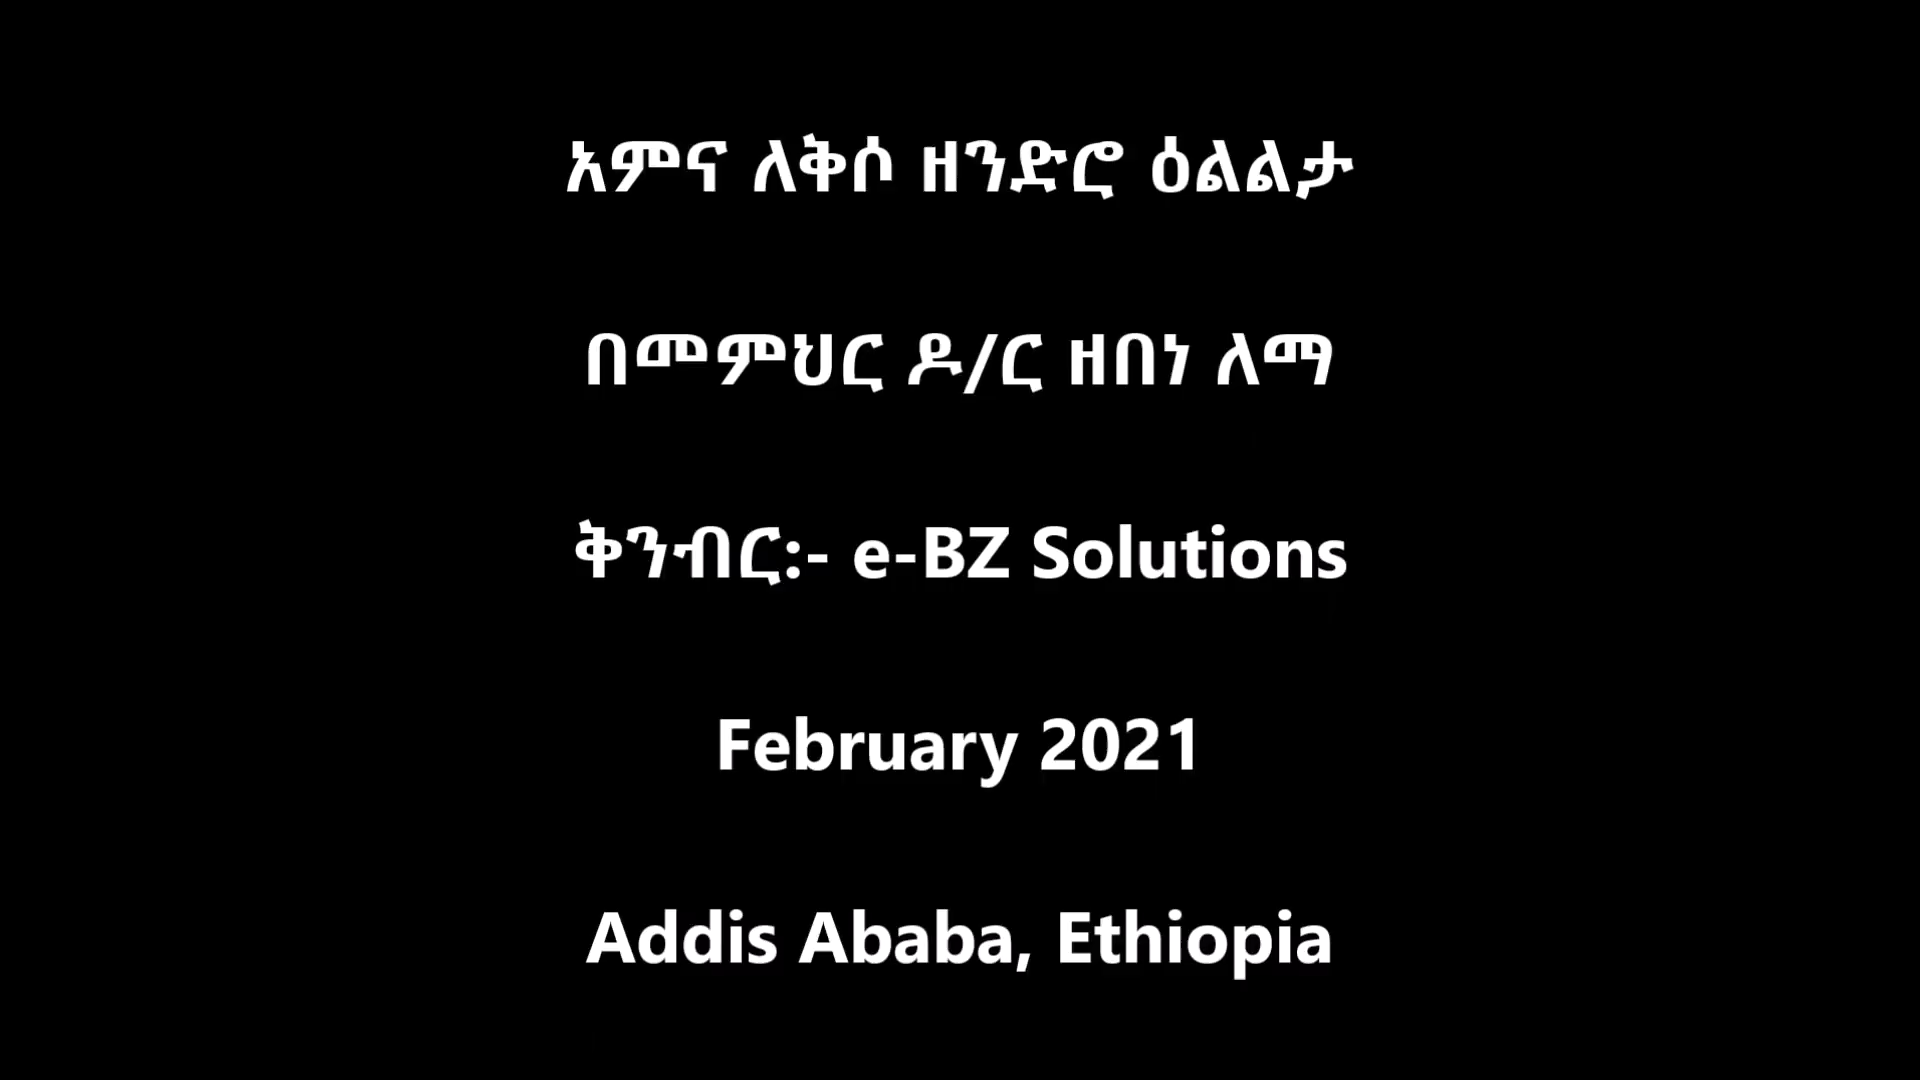 አምና ለቅሶ ዘንድሮ ዕልልታ
በመምህር ዶ/ር ዘበነ ለማ
ቅንብር፡- e-BZ Solutions
February 2021
Addis Ababa, Ethiopia